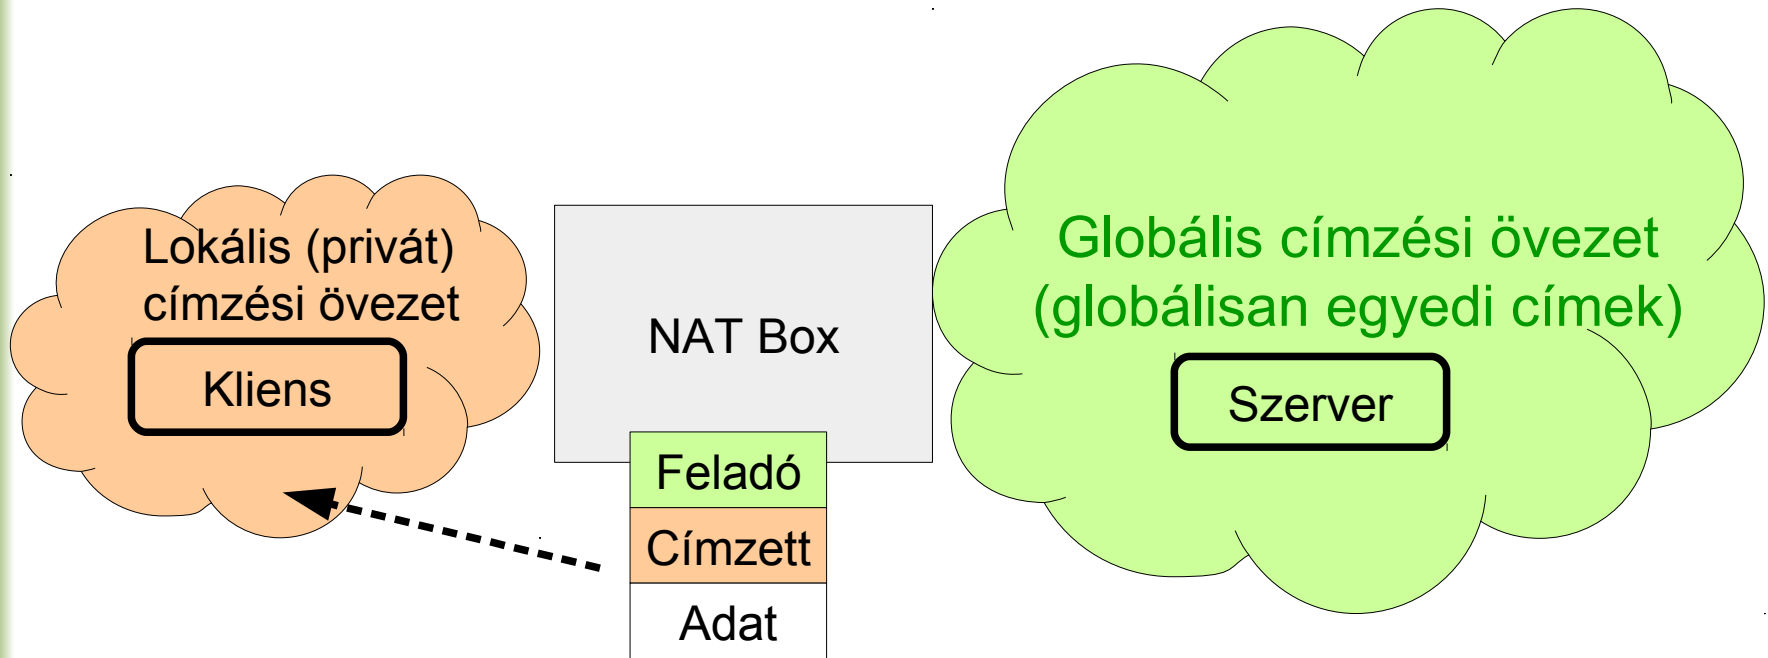 Lokális (privát)
címzési övezet
Kliens
NAT Box
Feladó
Címzett
Adat
Globális címzési övezet
(globálisan egyedi címek)
Szerver